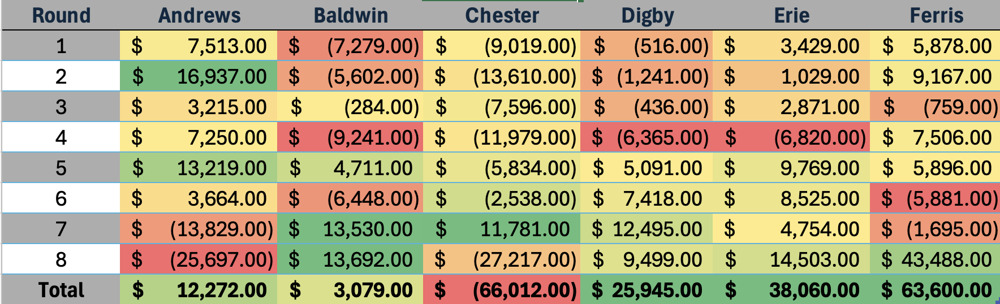 Round Andrews Baldwin Chester Digby Erie Ferris
1 $ 7,513.00 $ (7,279.00) $ (9,019.00) $ (516.00) $ 3,429.00 $ 5,878.00
2 $ 16,937.00 $ (5,602.00) $ (13,610.00) $ (1,241.00) $ 1,029.00 $ 9,167.00
3 $ 3,215.00 $ (284.00) $ (7,596.00) $ (436.00) $ 2,871.00 $ (759.00)
4 $ 7,250.00 $ (9,241.00) $ (11,979.00) $ (6,365.00) $ (6,820.00) $ 7,506.00
5 $ 13,219.00 $ 4,711.00 $ (5,834.00) $ 5,091.00 $ 9,769.00 $ 5,896.00
6 $ 3,664.00 $ (6,448.00) $ (2,538.00) $ 7,418.00 $ 8,525.00 $ (5,881.00)
7 $ (13,829.00) $ 13,530.00 $ 11,781.00 $ 12,495.00 $ 4,754.00 $ (1,695.00)
8 $ (25,697.00) $ 13,692.00 $ (27,217.00) $ 9,499.00 $ 14,503.00 $ 43,488.00
Total $ 12,272.00 $ 3,079.00 $ (66,012.00) $ 25,945.00 $ 38,060.00 $ 63,600.00